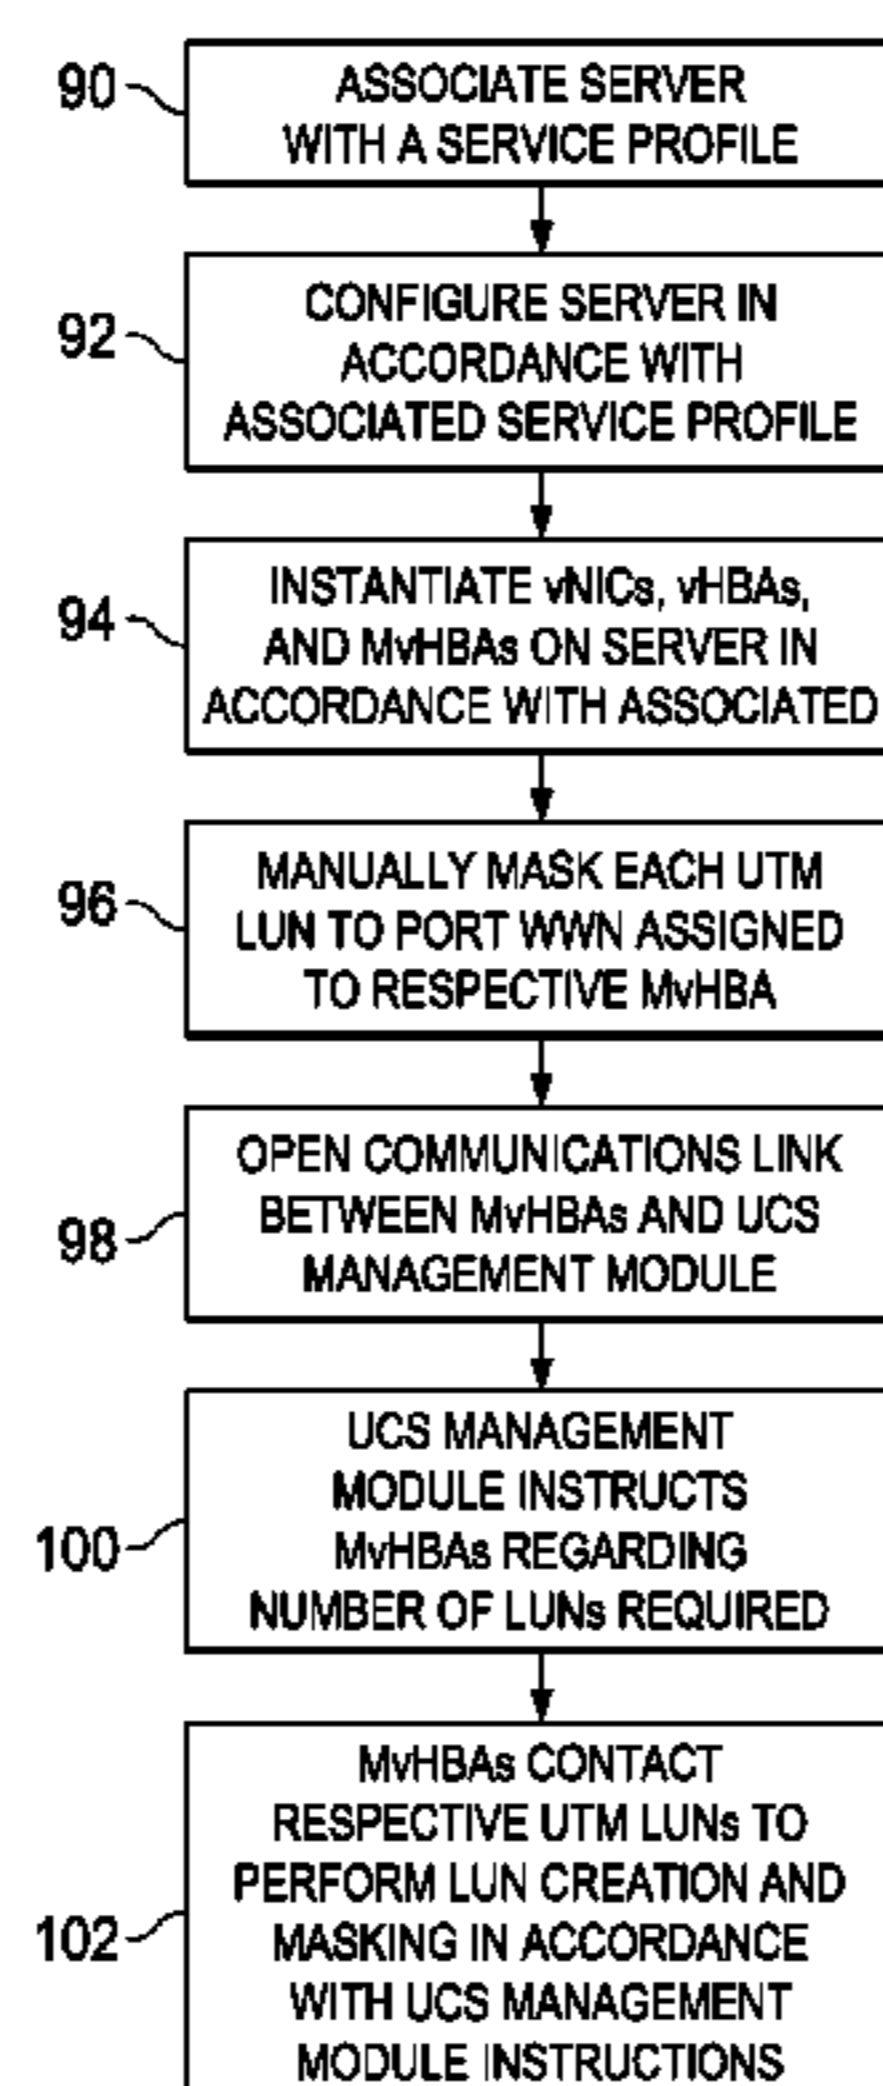 90
ASSOCIATE SERVER
WITH A SERVICE PROFILE
92
CONFIGURE SERVER IN
ACCORDANCE WITH
ASSOCIATED SERVICE PROFILE
94
INSTANTIATE vNICs, vHBAs,
AND MvHBAs ON SERVER IN
ACCORDANCE WITH ASSOCIATED
96
MANUALLY MASK EACH UTM
LUN TO PORT WWN ASSIGNED
TO RESPECTIVE MvHBA
98
OPEN COMMUNICATIONS LINK
BETWEEN MvHBAs AND UCS
MANAGEMENT MODULE
100
UCS MANAGEMENT
MODULE INSTRUCTS
MvHBAs REGARDING
NUMBER OF LUNs REQUIRED
102
MvHBAs CONTACT
RESPECTIVE UTM LUNs TO
PERFORM LUN CREATION AND
MASKING IN ACCORDANCE
WITH UCS MANAGEMENT
MODULE INSTRUCTIONS